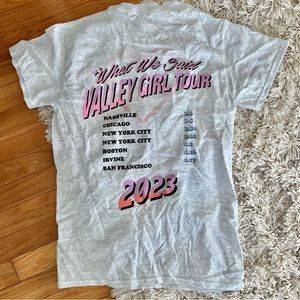 "What We Said
VALLEY GIRL TOUR
NASHVILLE
CHICAGO
NEW YORK CITY
NEW YORK CITY
BOSTON
IRVINE
SAN FRANCISCO
2023